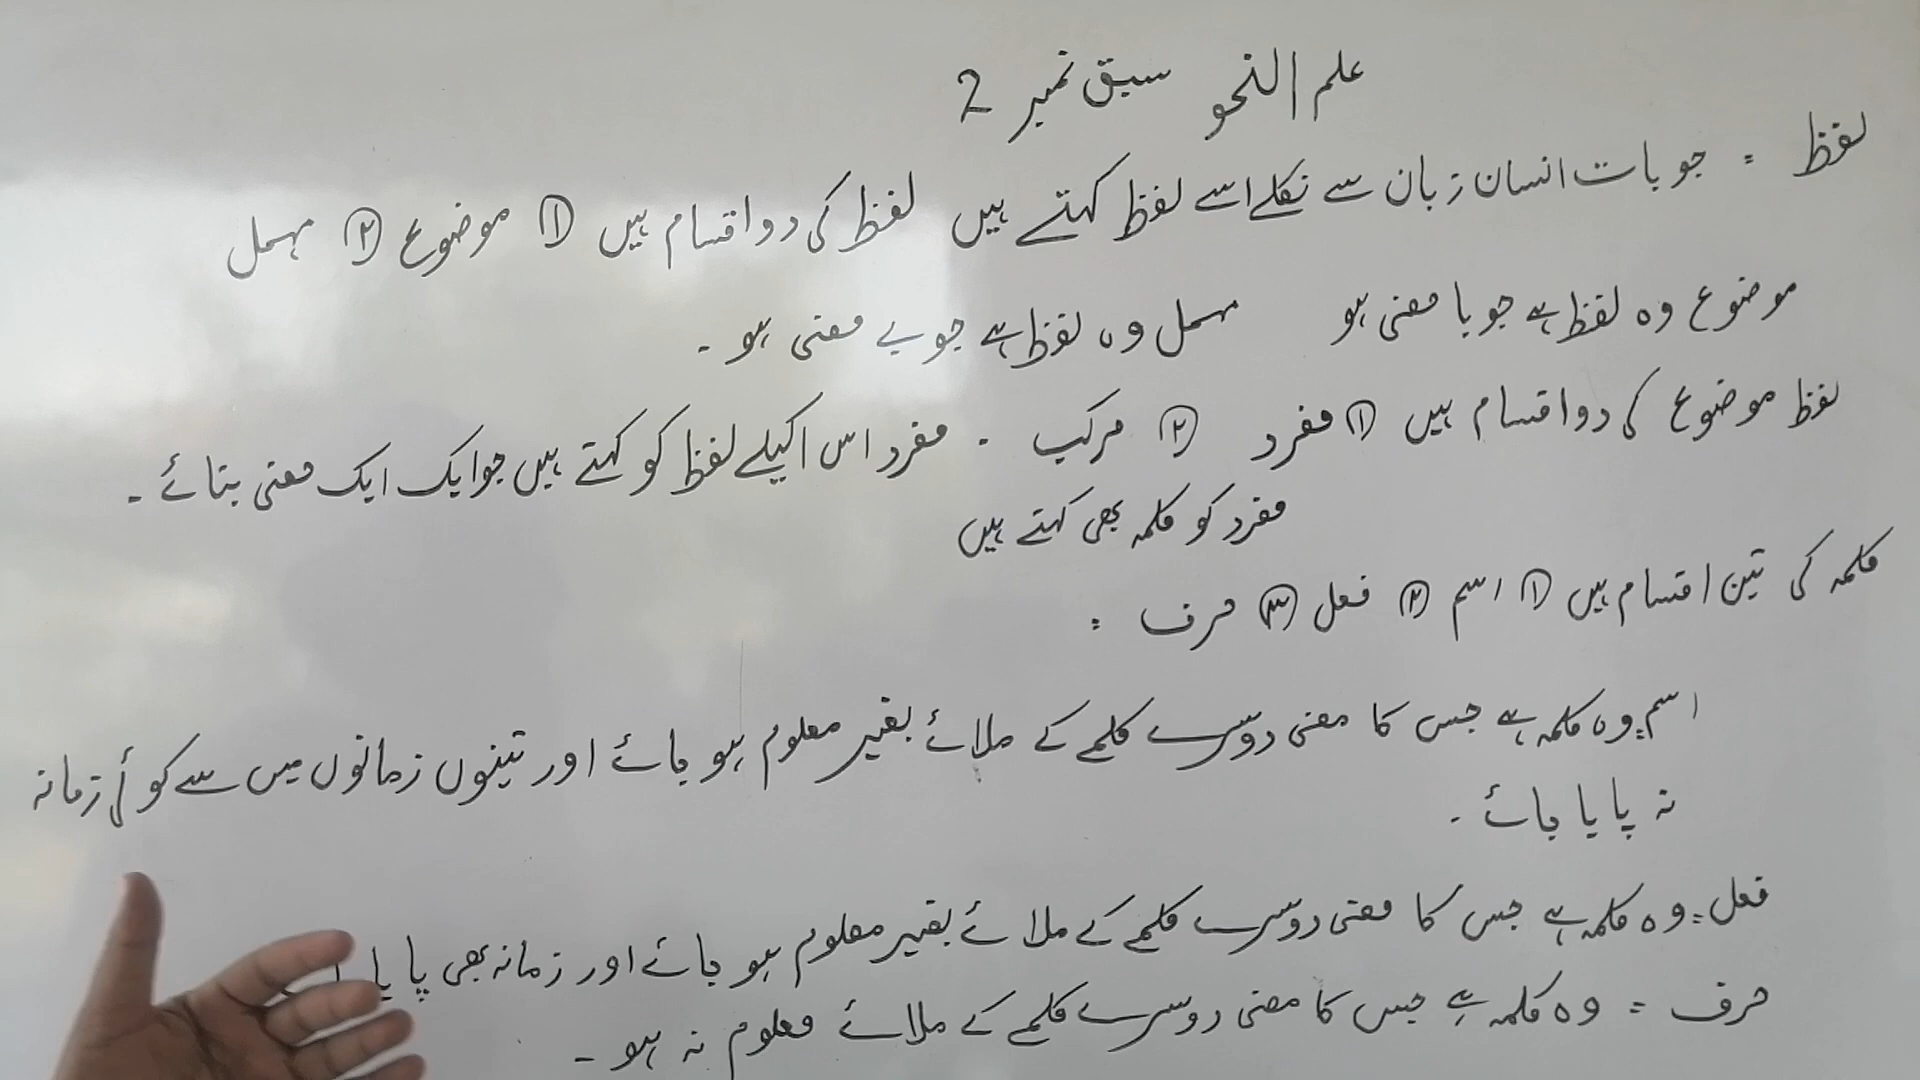 علم النحو سبق نمبر 2
لفظ = جو بات انسان زبان سے نکلے اسے لفظ کہتے ہیں لفظ کی دو اقسام ہیں ① موضوع ② مہمل
موضوع وہ لفظ ہے جو با معنی ہو مہمل وہ لفظ ہے جو بے معنی ہو ۔
لفظ موضوع کی دو اقسام ہیں ① مفرد ② مرکب ۔ مفرد اس اکیلے لفظ کو کہتے ہیں جو ایک ایک معنی بتائے ۔
مفرد کو کلمہ بھی کہتے ہیں
کلمہ کی تین اقسام ہیں ① اسم ② فعل ③ حرف =
اسم = وہ کلمہ ہے جس کا معنی دوسرے کلمے کے ملائے بغیر معلوم ہو جائے اور تینوں زمانوں میں سے کوئی زمانہ
نہ پایا جائے ۔
فعل = وہ کلمہ ہے جس کا معنی دوسرے کلمے کے ملائے بغیر معلوم ہو جائے اور زمانہ بھی پایا
حرف = وہ کلمہ ہے جس کا معنی دوسرے کلمے کے ملائے معلوم نہ ہو ۔